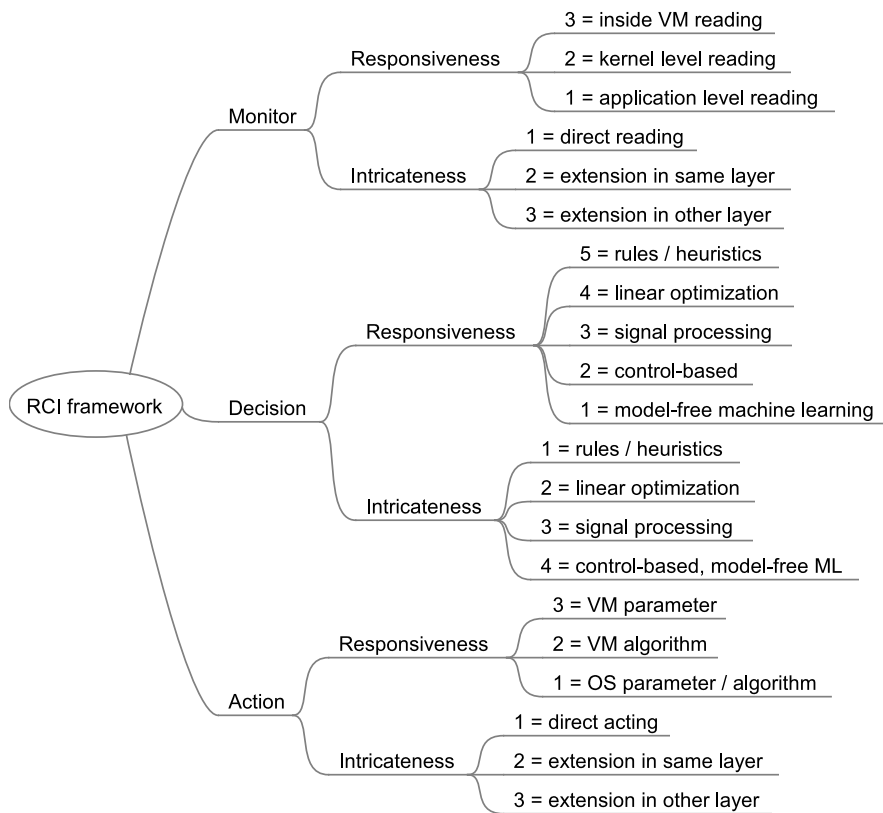 RCI framework
Monitor
Responsiveness
3 = inside VM reading
2 = kernel level reading
1 = application level reading
Intricateness
1 = direct reading
2 = extension in same layer
3 = extension in other layer
Decision
Responsiveness
5 = rules / heuristics
4 = linear optimization
3 = signal processing
2 = control-based
1 = model-free machine learning
Intricateness
1 = rules / heuristics
2 = linear optimization
3 = signal processing
4 = control-based, model-free ML
Action
Responsiveness
3 = VM parameter
2 = VM algorithm
1 = OS parameter / algorithm
Intricateness
1 = direct acting
2 = extension in same layer
3 = extension in other layer